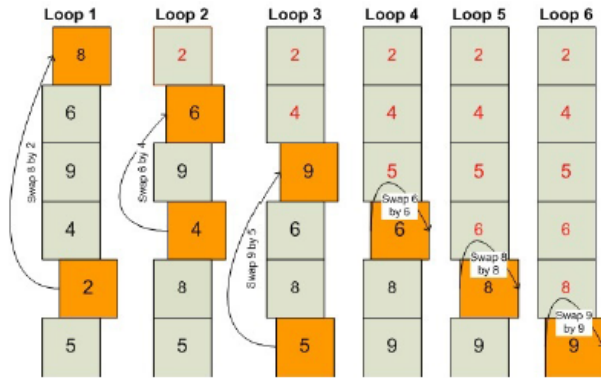 Loop 1 Loop 2 Loop 3 Loop 4 Loop 5 Loop 6
8 2 2 2 2 2
6 6 4 4 4 4
9 9 9 5 5 5
4 4 6 6 6 6
2 8 8 8 8 8
5 5 5 9 9 9
Swap 8 by 2
Swap 6 by 4
Swap 9 by 5
Swap 6
by 6
Swap 8
by 8
Swap 9
by 9